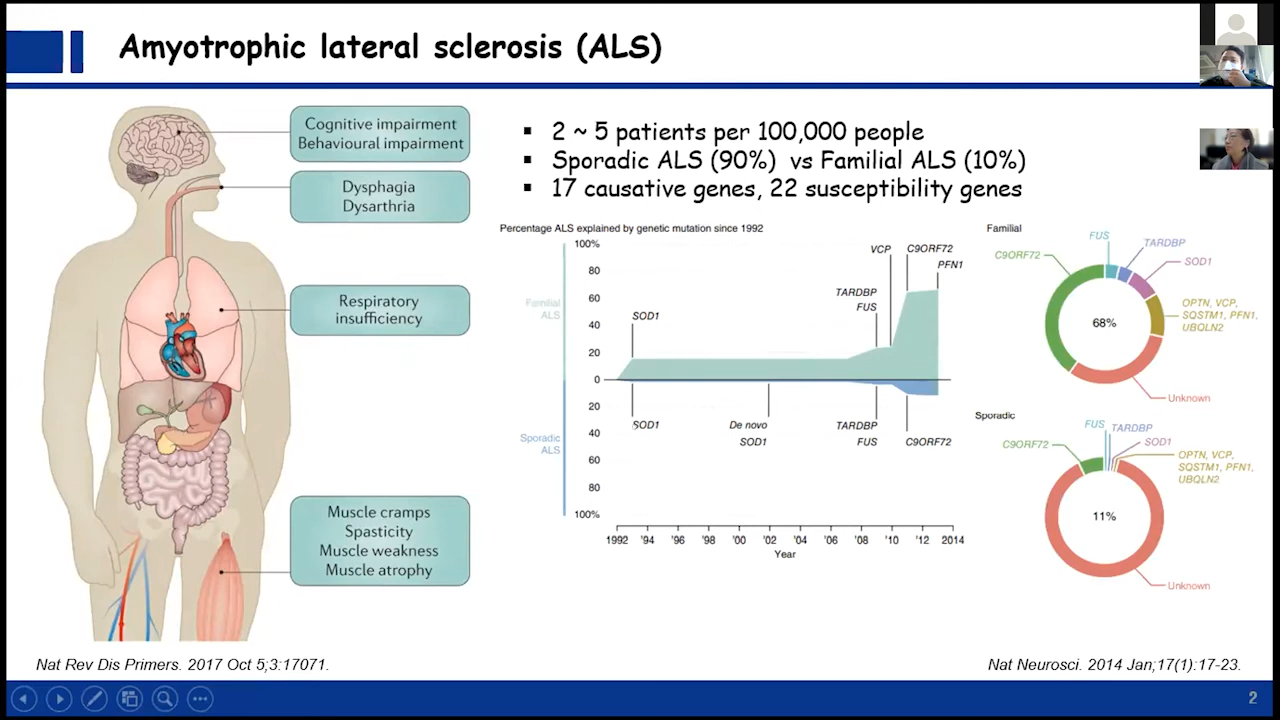 Amyotrophic lateral sclerosis (ALS)
Cognitive impairment
Behavioural impairment
Dysphagia
Dysarthria
Respiratory
insufficiency
Muscle cramps
Spasticity
Muscle weakness
Muscle atrophy
▪ 2 ~ 5 patients per 100,000 people
▪ Sporadic ALS (90%) vs Familial ALS (10%)
▪ 17 causative genes, 22 susceptibility genes
Percentage ALS explained by genetic mutation since 1992
100%
80
60
40
20
0
20
40
60
80
100%
Familial
ALS
Sporadic
ALS
SOD1
TARDBP
FUS
VCP
C9ORF72
PFN1
SOD1
De novo
SOD1
TARDBP
FUS
C9ORF72
1992 '94 '96 '98 '00 '02 '04 '06 '08 '10 '12 2014
Year
Familial
C9ORF72
FUS
TARDBP
SOD1
OPTN, VCP,
SQSTM1, PFN1,
UBQLN2
68%
Unknown
Sporadic
C9ORF72
FUS
TARDBP
SOD1
OPTN, VCP,
SQSTM1, PFN1,
UBQLN2
11%
Unknown
Nat Rev Dis Primers. 2017 Oct 5;3:17071.
Nat Neurosci. 2014 Jan;17(1):17-23.
2